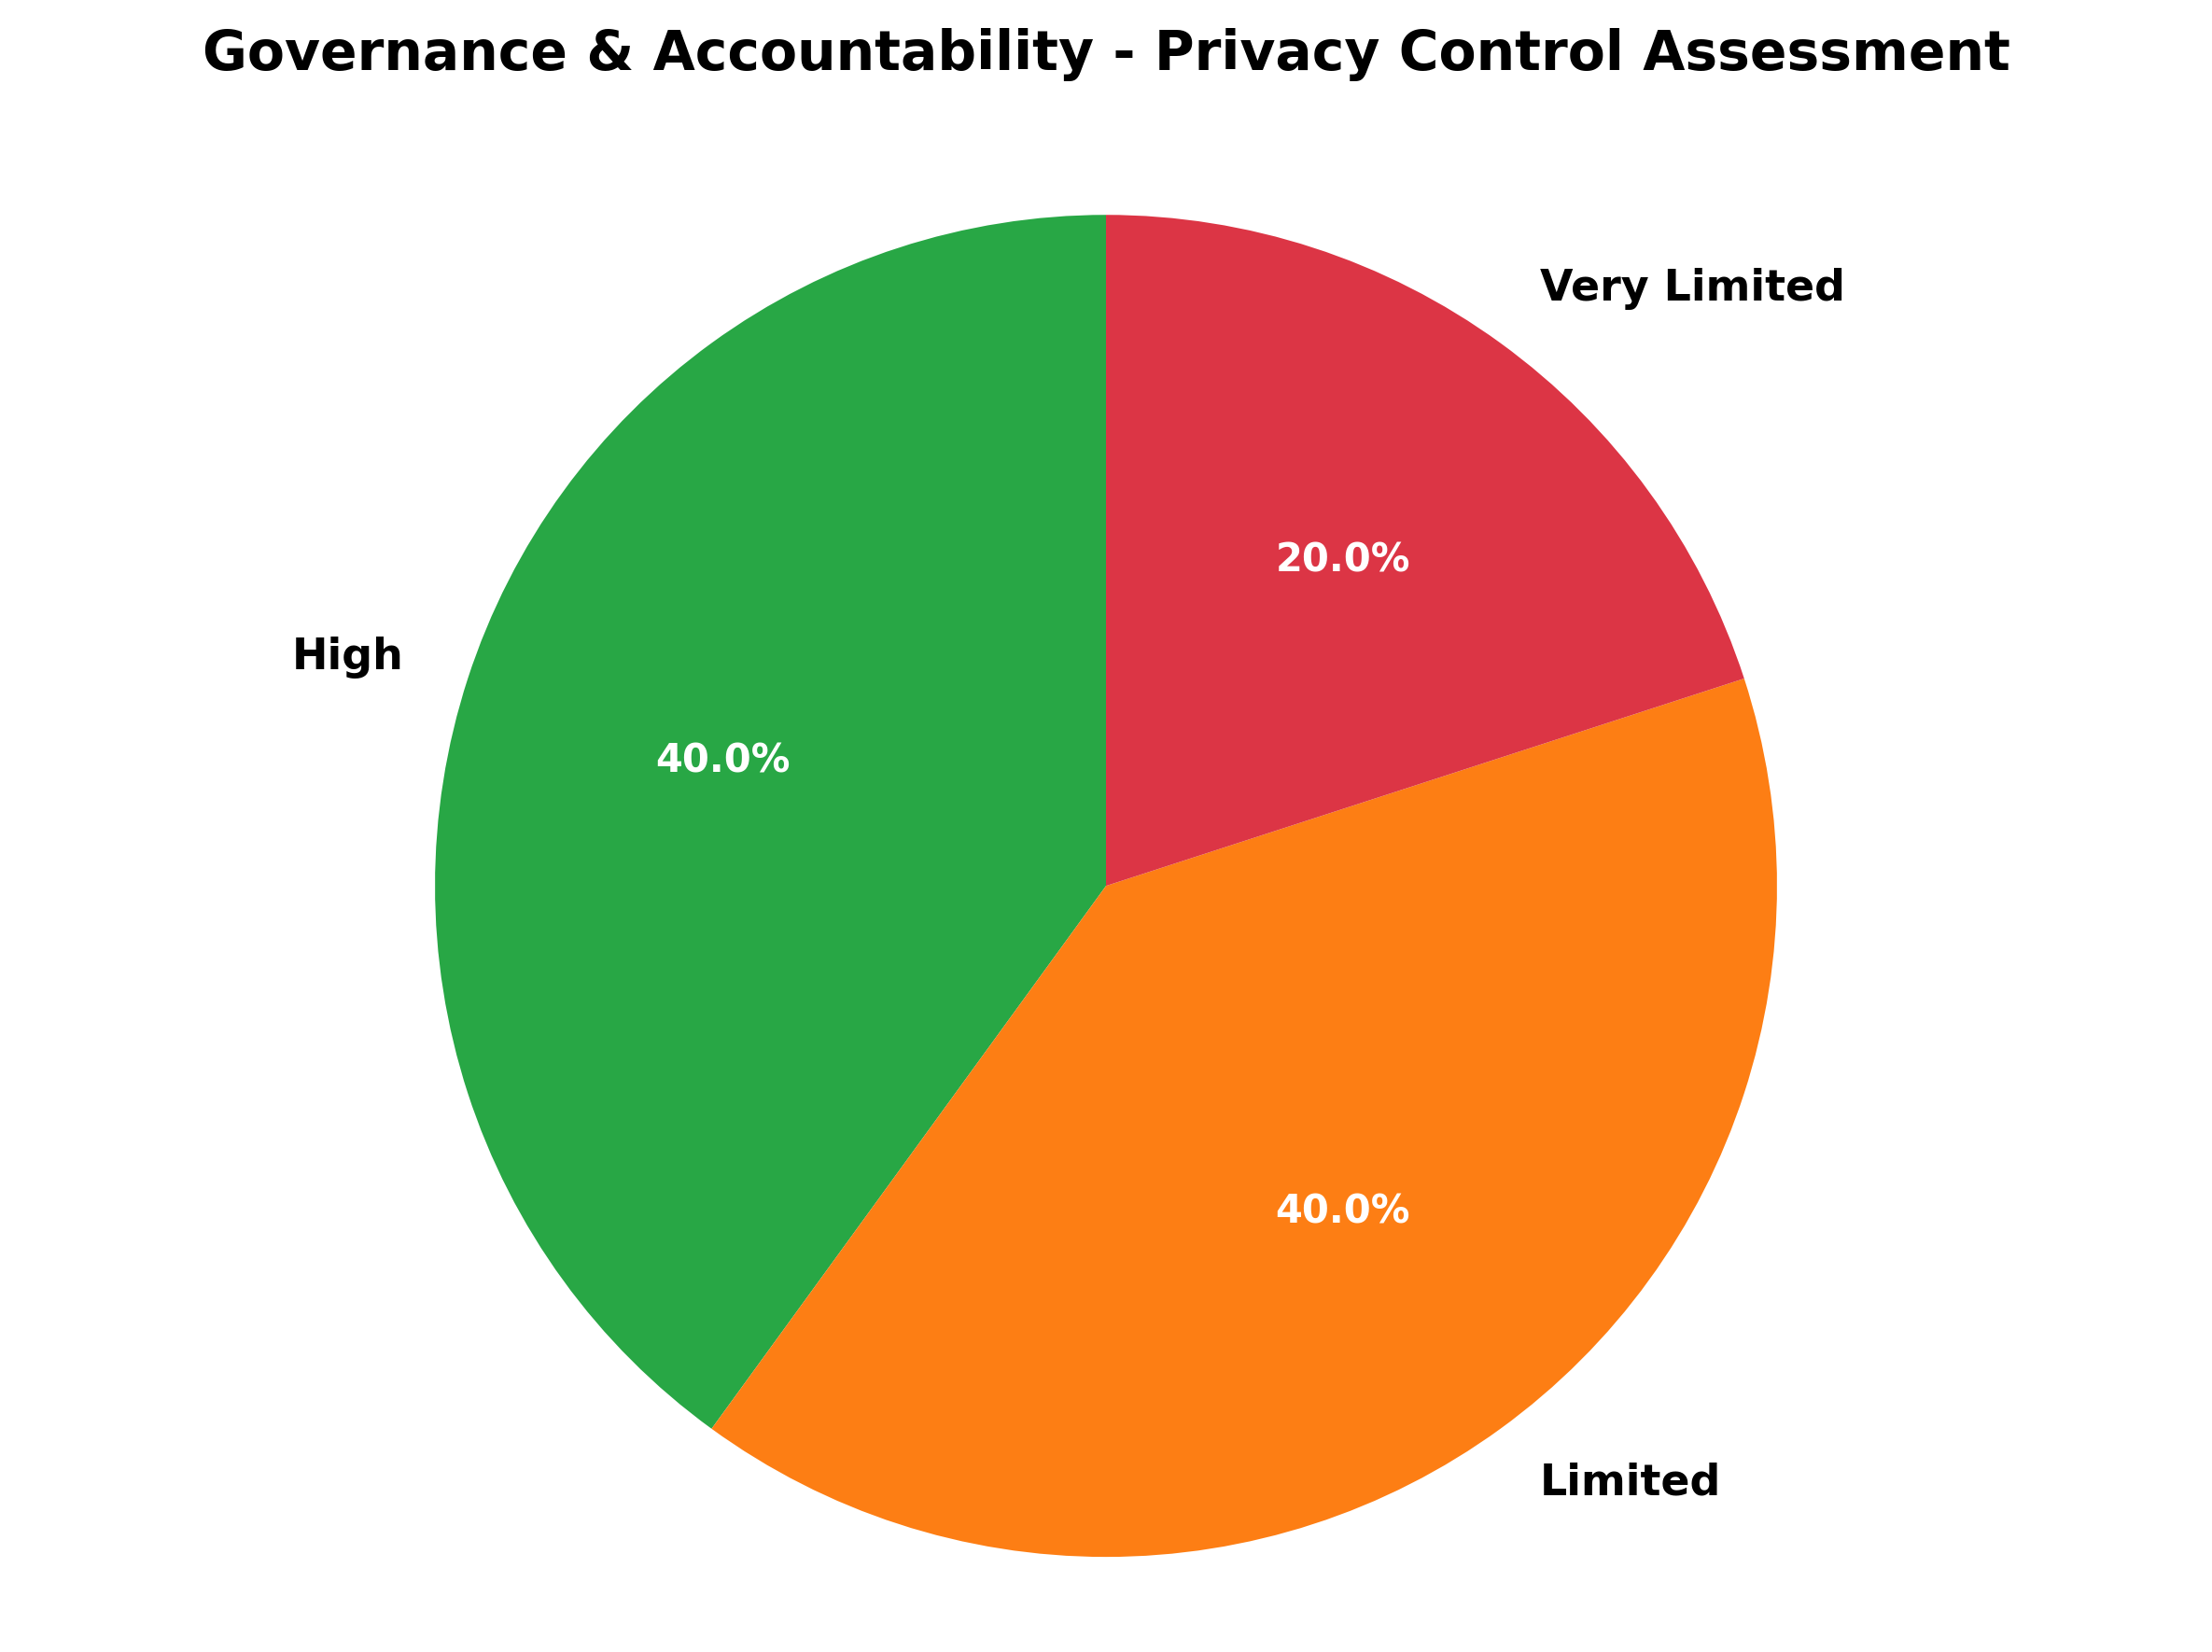 Governance & Accountability - Privacy Control Assessment
Very Limited
20.0%
High
40.0%
40.0%
Limited